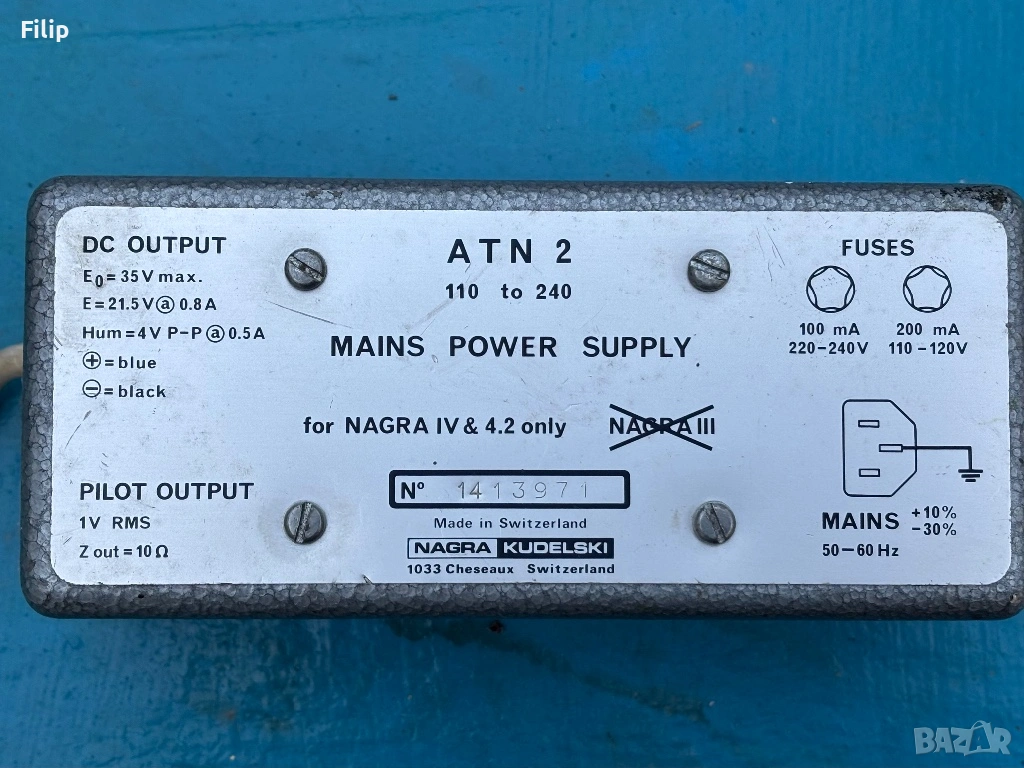 Filip
DC OUTPUT
E0 = 35 V max.
E = 21.5 V @ 0.8 A
Hum = 4 V P-P @ 0.5 A
⊕ = blue
⊖ = black
PILOT OUTPUT
1V RMS
Z out = 10 Ω
ATN 2
110 to 240
MAINS POWER SUPPLY
for NAGRA IV & 4.2 only NAGRA III
Nº 1413971
Made in Switzerland
NAGRA KUDELSKI
1033 Cheseaux Switzerland
FUSES
100 mA 200 mA
220-240V 110-120V
MAINS +10% -30%
50-60 Hz
BAZAR